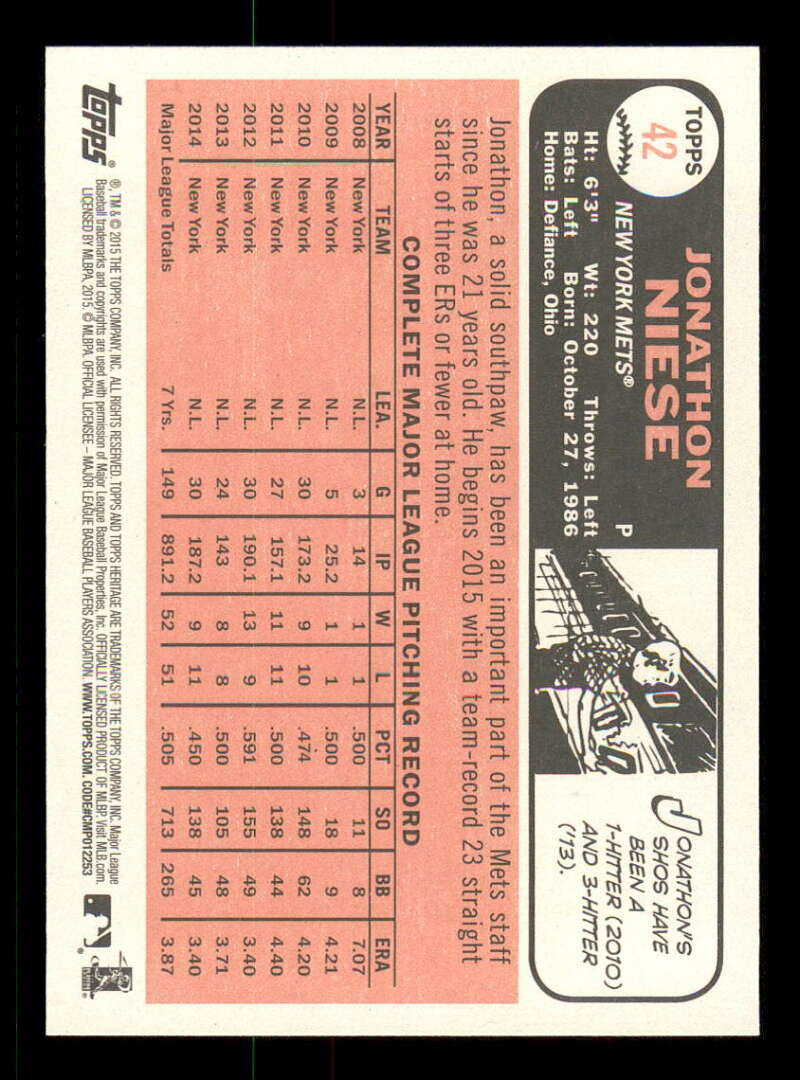 TOPPS
42
JONATHON
NIESE
NEW YORK METS® P
Ht: 6'3" Wt: 220 Throws: Left
Bats: Left Born: October 27, 1986
Home: Defiance, Ohio
JONATHON'S
SHOS HAVE
BEEN A
1-HITTER (2010)
AND 3-HITTER
('13).
Jonathon, a solid southpaw, has been an important part of the Mets staff
since he was 21 years old. He begins 2015 with a team-record 23 straight
starts of three ERs or fewer at home.
COMPLETE MAJOR LEAGUE PITCHING RECORD
YEAR TEAM LEA. G IP W L PCT SO BB ERA
2008 New York N.L. 3 14 1 1 .500 11 8 7.07
2009 New York N.L. 5 25.2 1 1 .500 18 9 4.21
2010 New York N.L. 30 173.2 9 10 .474 148 62 4.20
2011 New York N.L. 27 157.1 11 11 .500 138 44 4.40
2012 New York N.L. 30 190.1 13 9 .591 155 49 3.40
2013 New York N.L. 24 143 8 8 .500 105 48 3.71
2014 New York N.L. 30 187.2 9 11 .450 138 45 3.40
Major League Totals 7 Yrs. 149 891.2 52 51 .505 713 265 3.87
topps®
®, TM & © 2015 THE TOPPS COMPANY, INC. ALL RIGHTS RESERVED. TOPPS AND TOPPS HERITAGE ARE TRADEMARKS OF THE TOPPS COMPANY, INC. Major League
Baseball trademarks and copyrights are used with permission of Major League Baseball Properties, Inc. OFFICIALLY LICENSED PRODUCT OF MLBP. Visit MLB.com.
LICENSED BY MLBPA, 2015. © MLBPA. OFFICIAL LICENSEE – MAJOR LEAGUE BASEBALL PLAYERS ASSOCIATION. WWW.TOPPS.COM. CODE#CMP012253